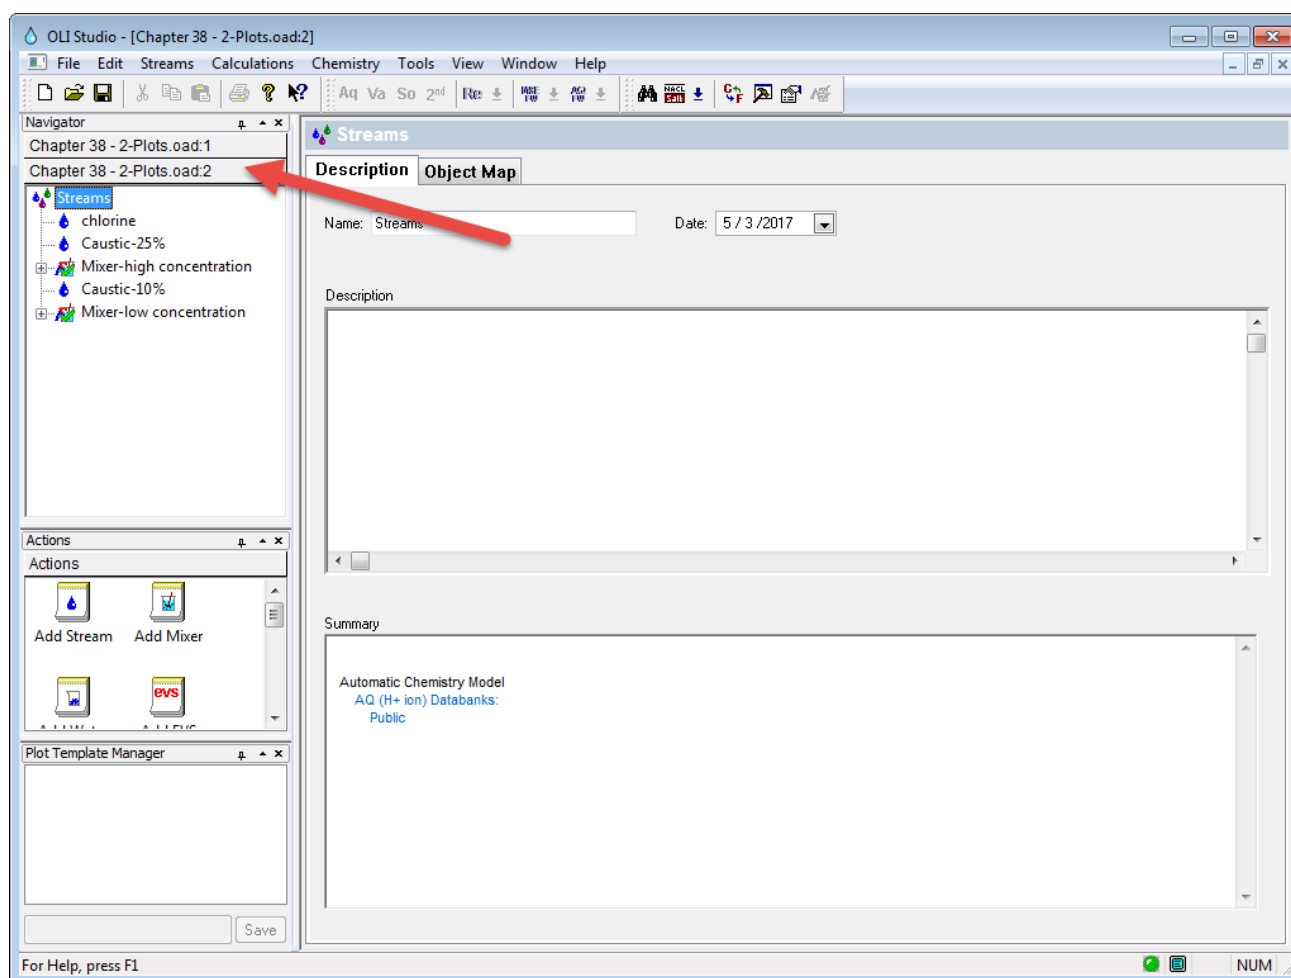 OLI Studio - [Chapter 38 - 2-Plots.oad:2]
File Edit Streams Calculations Chemistry Tools View Window Help
Aq Va So 2nd Re
Navigator
Chapter 38 - 2-Plots.oad:1
Chapter 38 - 2-Plots.oad:2
Streams
chlorine
Caustic-25%
Mixer-high concentration
Caustic-10%
Mixer-low concentration
Actions
Actions
Add Stream Add Mixer
evs
Plot Template Manager
Save
Streams
Description Object Map
Name: Streams Date: 5 / 3 /2017
Description
Summary
Automatic Chemistry Model
AQ (H+ ion) Databanks:
Public
For Help, press F1 NUM